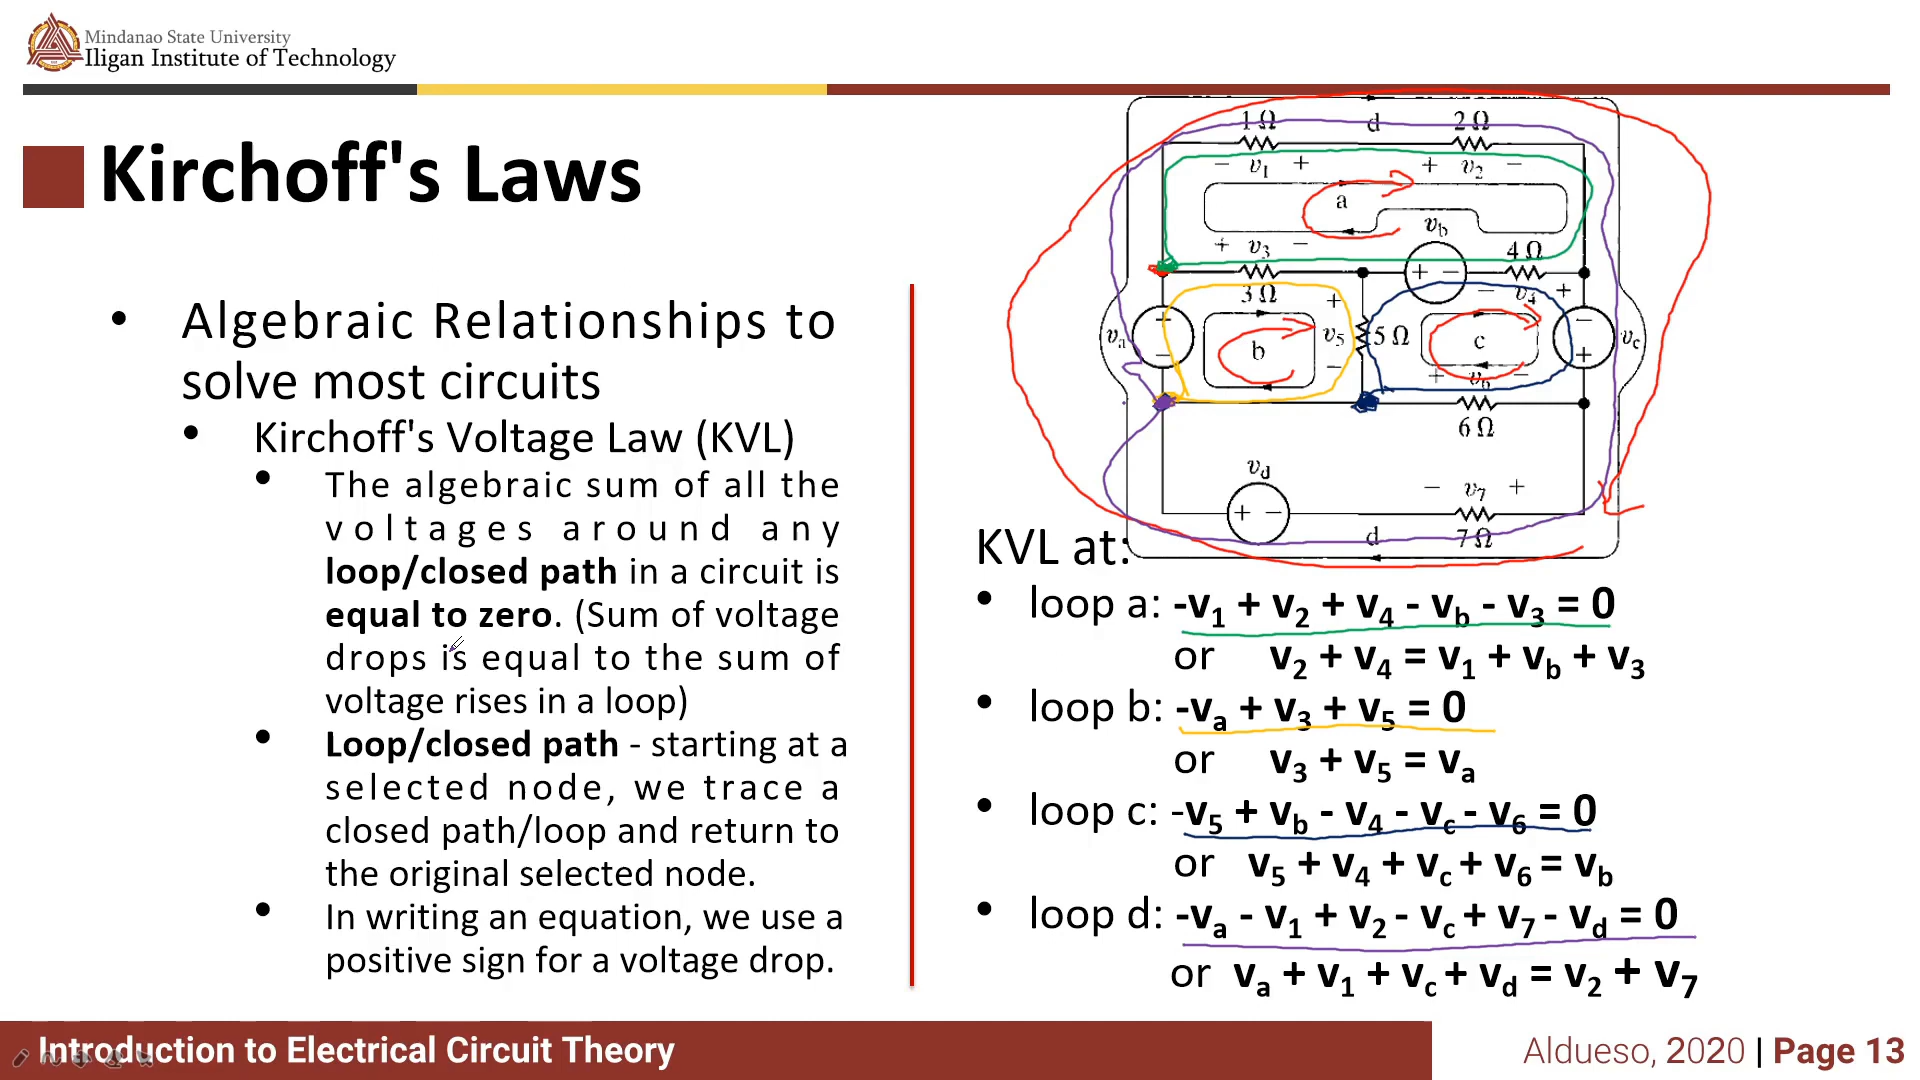 Mindanao State University
Iligan Institute of Technology
Kirchoff's Laws
• Algebraic Relationships to
solve most circuits
• Kirchoff's Voltage Law (KVL)
• The algebraic sum of all the
voltages around any
loop/closed path in a circuit is
equal to zero. (Sum of voltage
drops is equal to the sum of
voltage rises in a loop)
• Loop/closed path - starting at a
selected node, we trace a
closed path/loop and return to
the original selected node.
• In writing an equation, we use a
positive sign for a voltage drop.
1 Ω d 2 Ω
− v₁ + + v₂ −
a
v_b
+ v₃ − 4 Ω
+ −
3 Ω + − v₄ +
+ −
v_a b v₅ 5 Ω c v_c
− − +
+ v₆ −
6 Ω
v_d
− v₇ +
+ −
d 7 Ω
KVL at:
• loop a: -v₁ + v₂ + v₄ - v_b - v₃ = 0
or v₂ + v₄ = v₁ + v_b + v₃
• loop b: -v_a + v₃ + v₅ = 0
or v₃ + v₅ = v_a
• loop c: -v₅ + v_b - v₄ - v_c - v₆ = 0
or v₅ + v₄ + v_c + v₆ = v_b
• loop d: -v_a - v₁ + v₂ - v_c + v₇ - v_d = 0
or v_a + v₁ + v_c + v_d = v₂ + v₇
Introduction to Electrical Circuit Theory
Aldueso, 2020 | Page 13